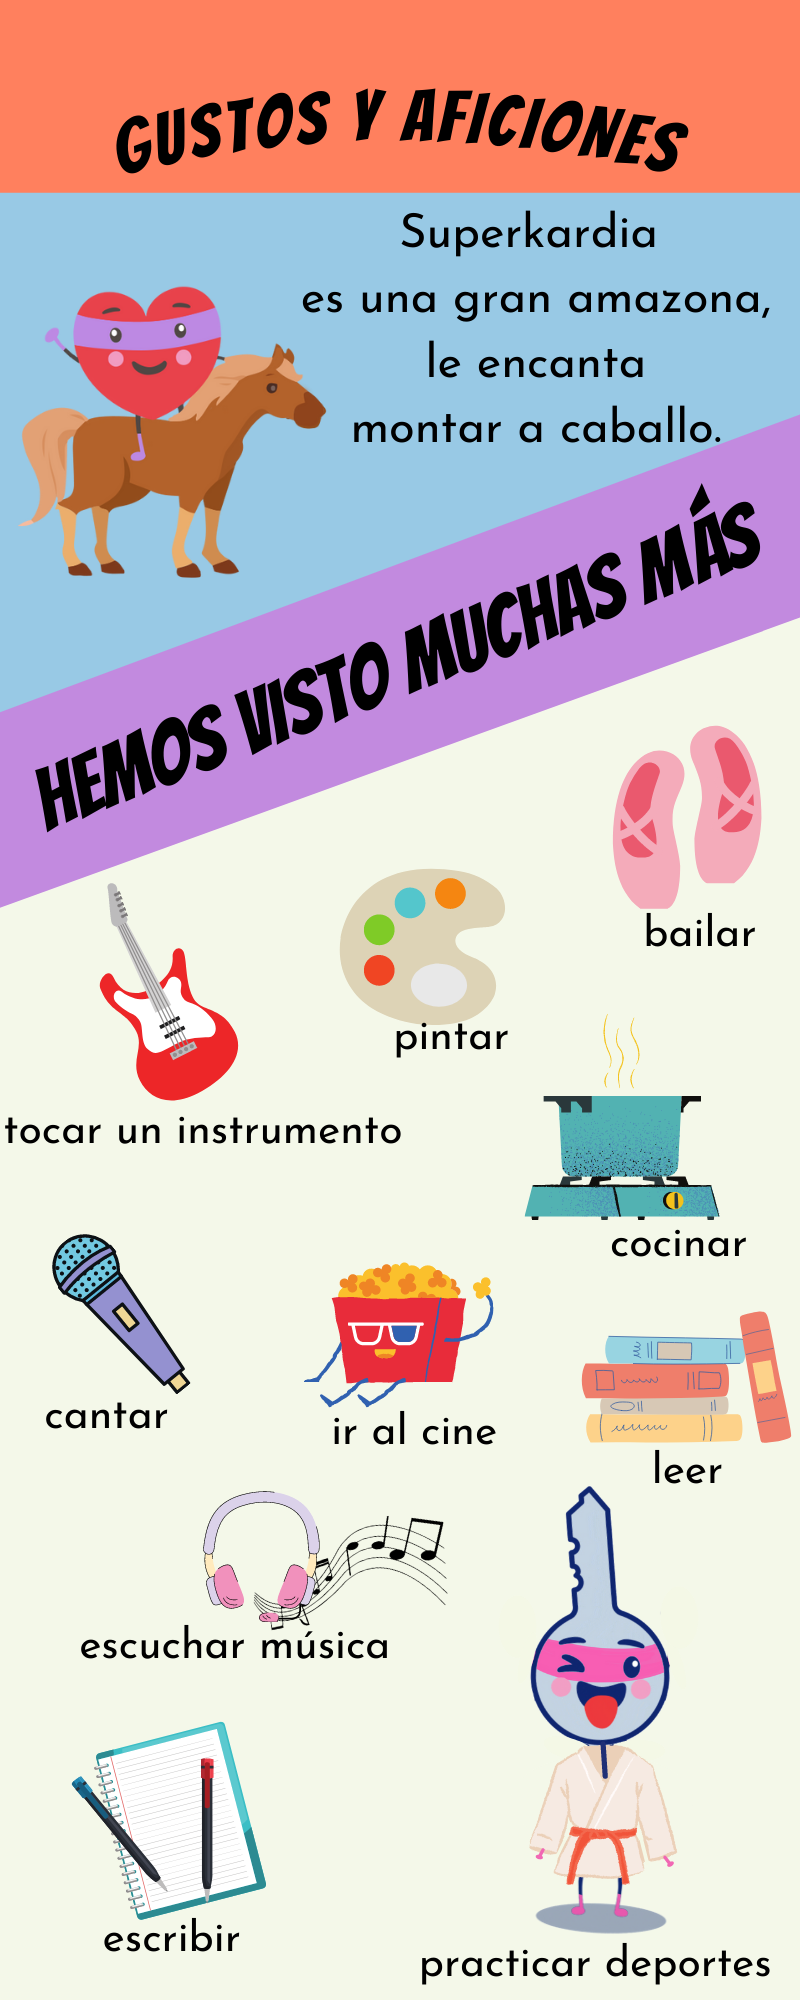 GUSTOS Y AFICIONES
Superkardia
es una gran amazona,
le encanta
montar a caballo.
HEMOS VISTO MUCHAS MÁS
bailar
pintar
tocar un instrumento
cocinar
cantar
ir al cine
leer
escuchar música
escribir
practicar deportes